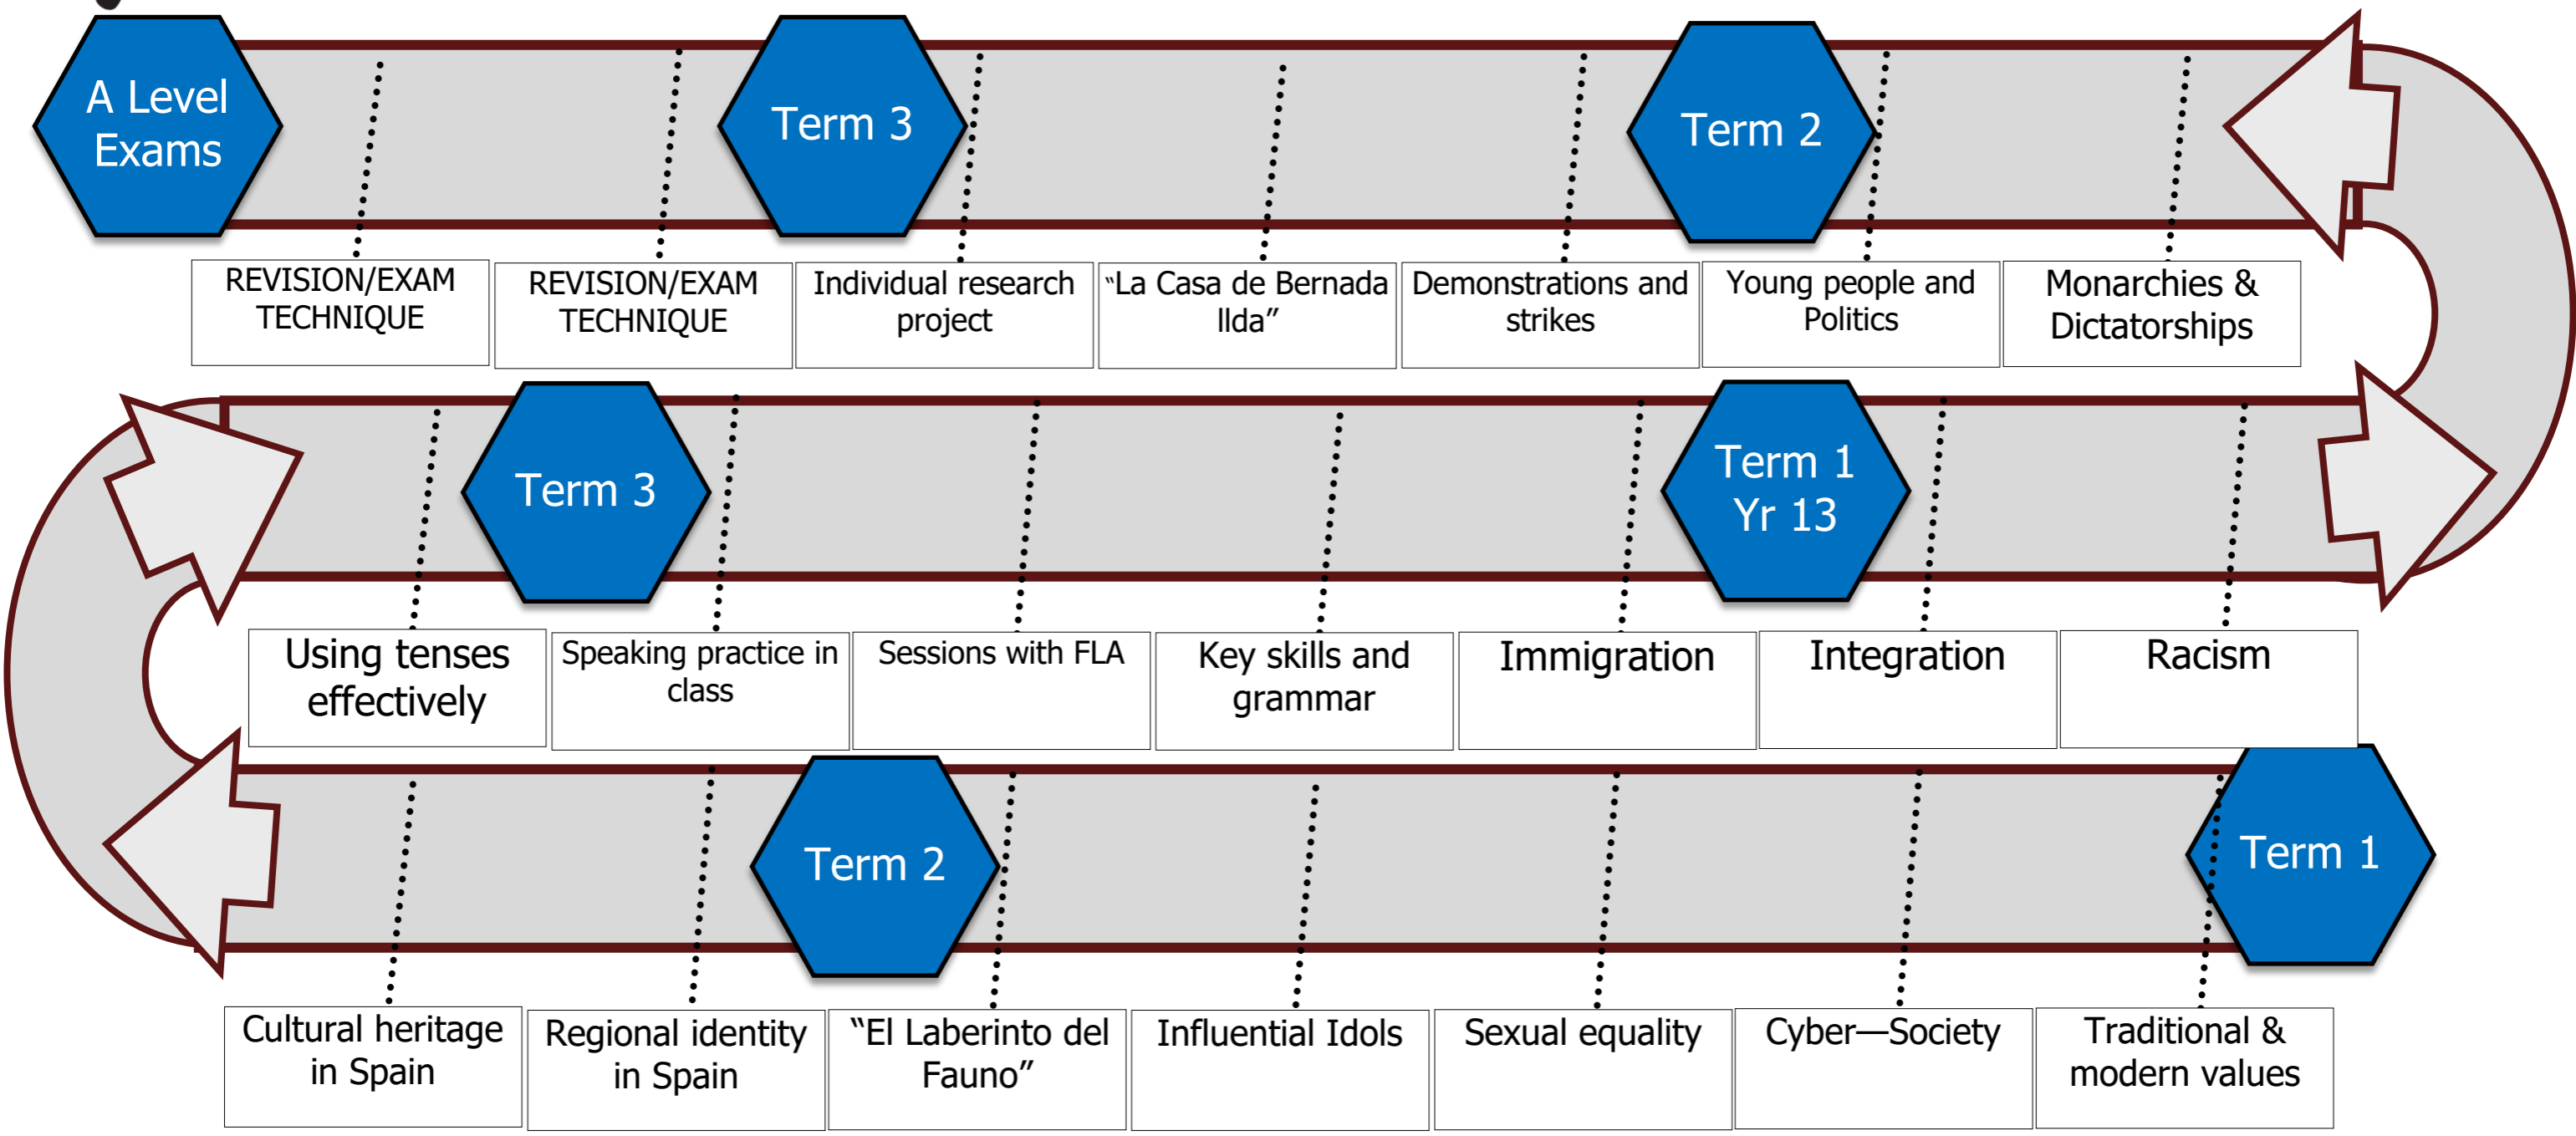 A Level
Exams
Term 3
Term 2
REVISION/EXAM
TECHNIQUE
REVISION/EXAM
TECHNIQUE
Individual research
project
“La Casa de Bernada
llda”
Demonstrations and
strikes
Young people and
Politics
Monarchies &
Dictatorships
Term 3
Term 1
Yr 13
Using tenses
effectively
Speaking practice in
class
Sessions with FLA
Key skills and
grammar
Immigration
Integration
Racism
Term 2
Term 1
Cultural heritage
in Spain
Regional identity
in Spain
“El Laberinto del
Fauno”
Influential Idols
Sexual equality
Cyber—Society
Traditional &
modern values